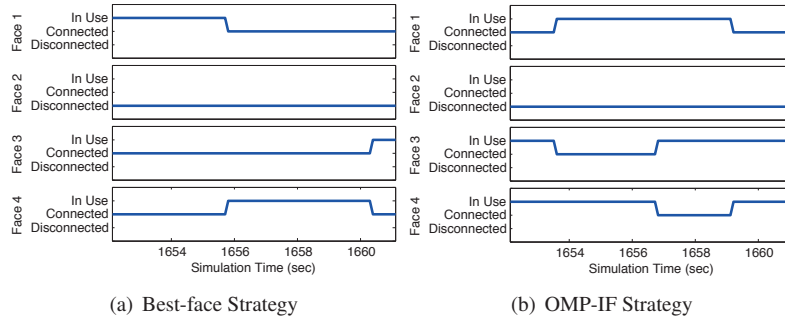 Face 1
In Use
Connected
Disconnected
Face 2
In Use
Connected
Disconnected
Face 3
In Use
Connected
Disconnected
Face 4
In Use
Connected
Disconnected
1654 1656 1658 1660
Simulation Time (sec)
(a) Best-face Strategy
Face 1
In Use
Connected
Disconnected
Face 2
In Use
Connected
Disconnected
Face 3
In Use
Connected
Disconnected
Face 4
In Use
Connected
Disconnected
1654 1656 1658 1660
Simulation Time (sec)
(b) OMP-IF Strategy